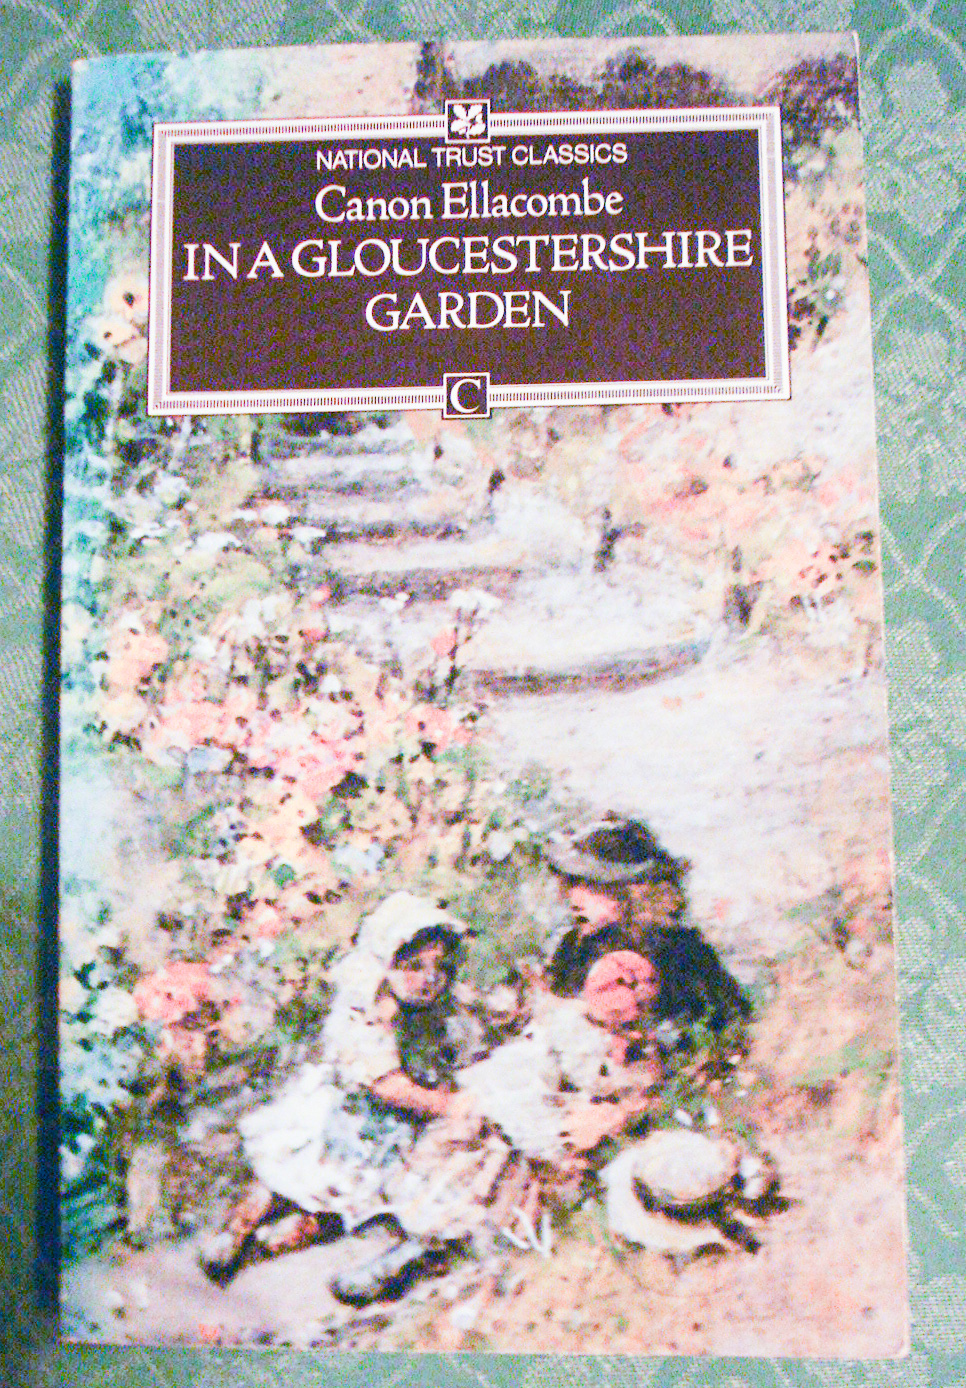 NATIONAL TRUST CLASSICS
Canon Ellacombe
IN A GLOUCESTERSHIRE
GARDEN
C